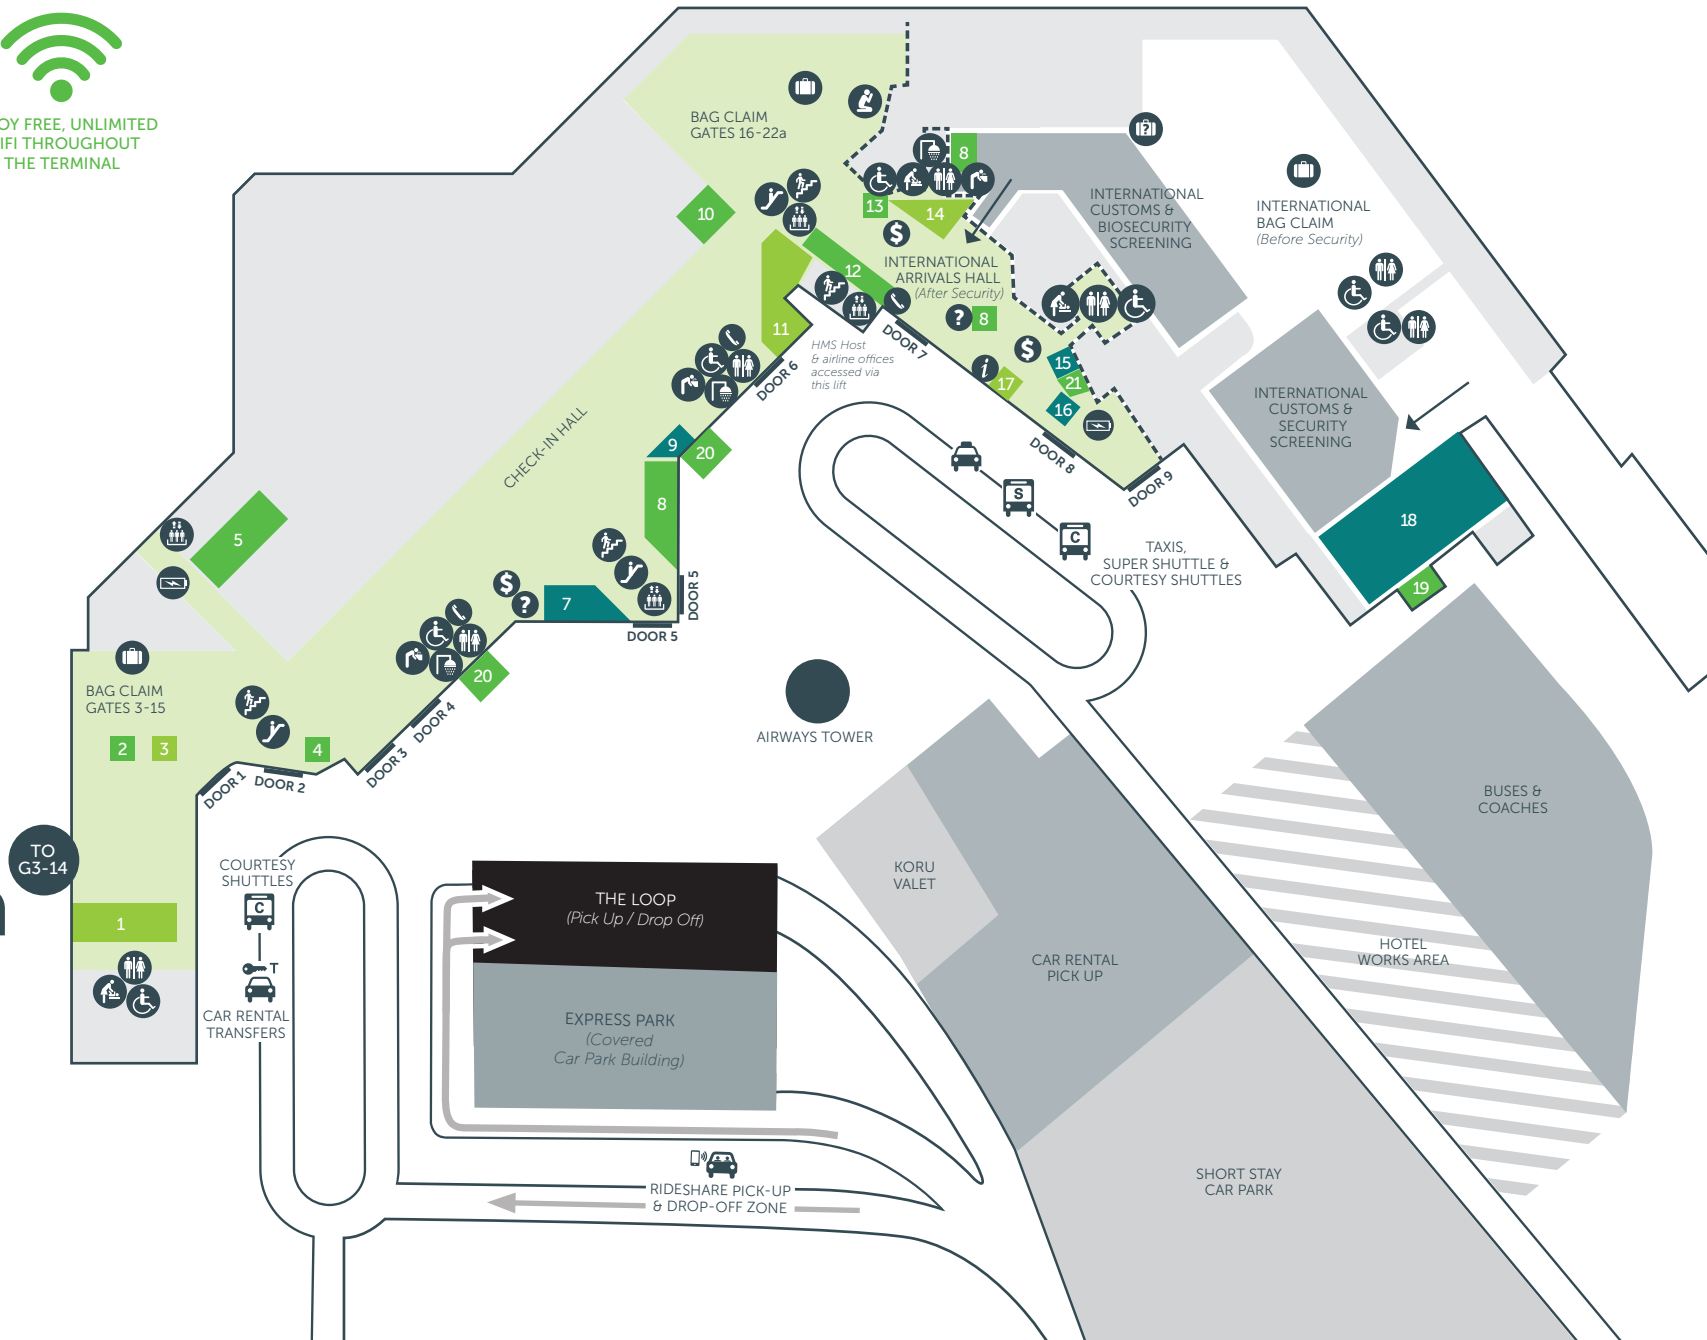 OY FREE, UNLIMITED
IFI THROUGHOUT
THE TERMINAL
BAG CLAIM
GATES 16-22a
8
?
INTERNATIONAL
CUSTOMS &
BIOSECURITY
SCREENING
INTERNATIONAL
BAG CLAIM
(Before Security)
10
13
14
$
12
INTERNATIONAL
ARRIVALS HALL
(After Security)
?
8
11
DOOR 7
HMS Host
& airline offices
accessed via
this lift
DOOR 6
$
i
17
15
21
16
DOOR 8
DOOR 9
INTERNATIONAL
CUSTOMS &
SECURITY
SCREENING
18
19
CHECK-IN HALL
9
20
8
5
S
C
TAXIS,
SUPER SHUTTLE &
COURTESY SHUTTLES
$
?
7
DOOR 5
DOOR 5
BAG CLAIM
GATES 3-15
20
2
3
4
DOOR 4
DOOR 3
DOOR 2
DOOR 1
AIRWAYS TOWER
BUSES &
COACHES
TO
G3-14
COURTESY
SHUTTLES
C
1
T
CAR RENTAL
TRANSFERS
THE LOOP
(Pick Up / Drop Off)
EXPRESS PARK
(Covered
Car Park Building)
KORU
VALET
CAR RENTAL
PICK UP
HOTEL
WORKS AREA
RIDESHARE PICK-UP
& DROP-OFF ZONE
SHORT STAY
CAR PARK